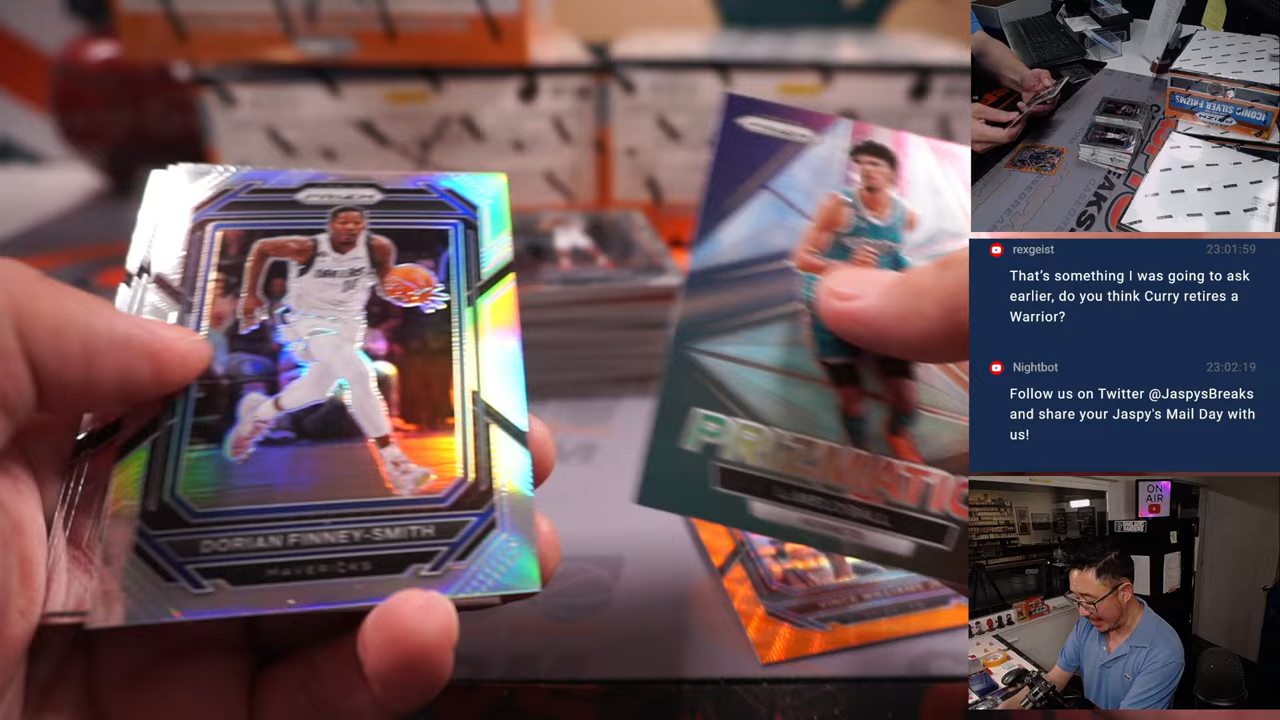 PRIZM
DORIAN FINNEY-SMITH
MAVERICKS
PRIZMATIC
ICONIC SILVER PRIZMS
rexgeist 23:01:59
That's something I was going to ask
earlier, do you think Curry retires a
Warrior?
Nightbot 23:02:19
Follow us on Twitter @JaspysBreaks
and share your Jaspy's Mail Day with
us!
ON
AIR